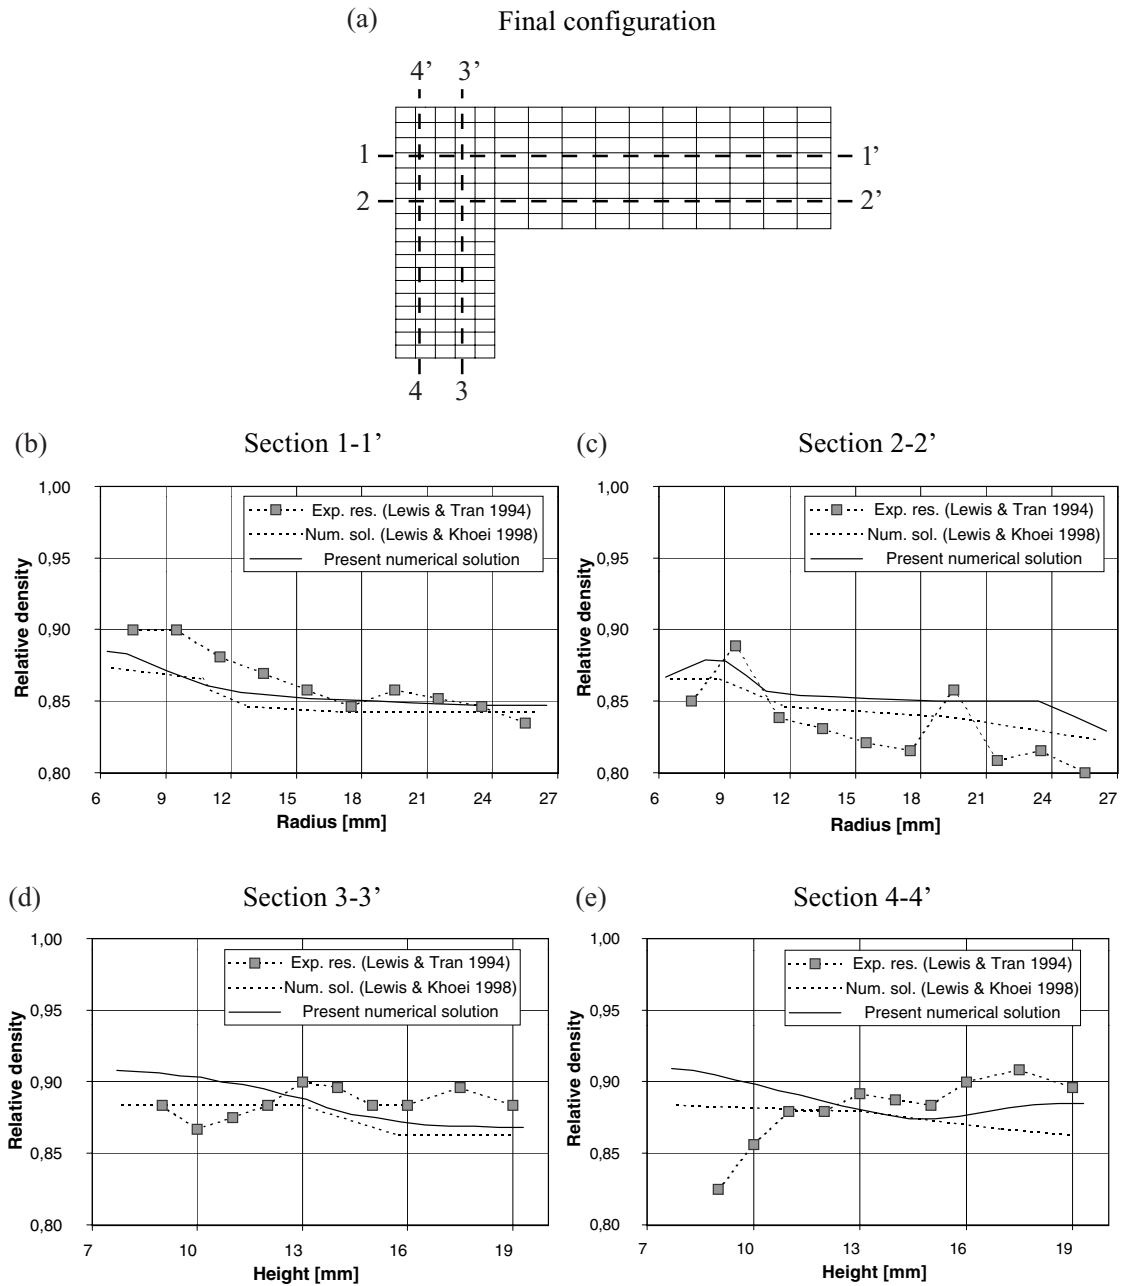 (a) Final configuration
4’ 3’
1 1’
2 2’
4 3
(b) Section 1-1’
1,00
0,95
0,90
0,85
0,80
Relative density
Exp. res. (Lewis & Tran 1994)
Num. sol. (Lewis & Khoei 1998)
Present numerical solution
6 9 12 15 18 21 24 27
Radius [mm]
(c) Section 2-2’
1,00
0,95
0,90
0,85
0,80
Relative density
Exp. res. (Lewis & Tran 1994)
Num. sol. (Lewis & Khoei 1998)
Present numerical solution
6 9 12 15 18 21 24 27
Radius [mm]
(d) Section 3-3’
1,00
0,95
0,90
0,85
0,80
Relative density
Exp. res. (Lewis & Tran 1994)
Num. sol. (Lewis & Khoei 1998)
Present numerical solution
7 10 13 16 19
Height [mm]
(e) Section 4-4’
1,00
0,95
0,90
0,85
0,80
Relative density
Exp. res. (Lewis & Tran 1994)
Num. sol. (Lewis & Khoei 1998)
Present numerical solution
7 10 13 16 19
Height [mm]